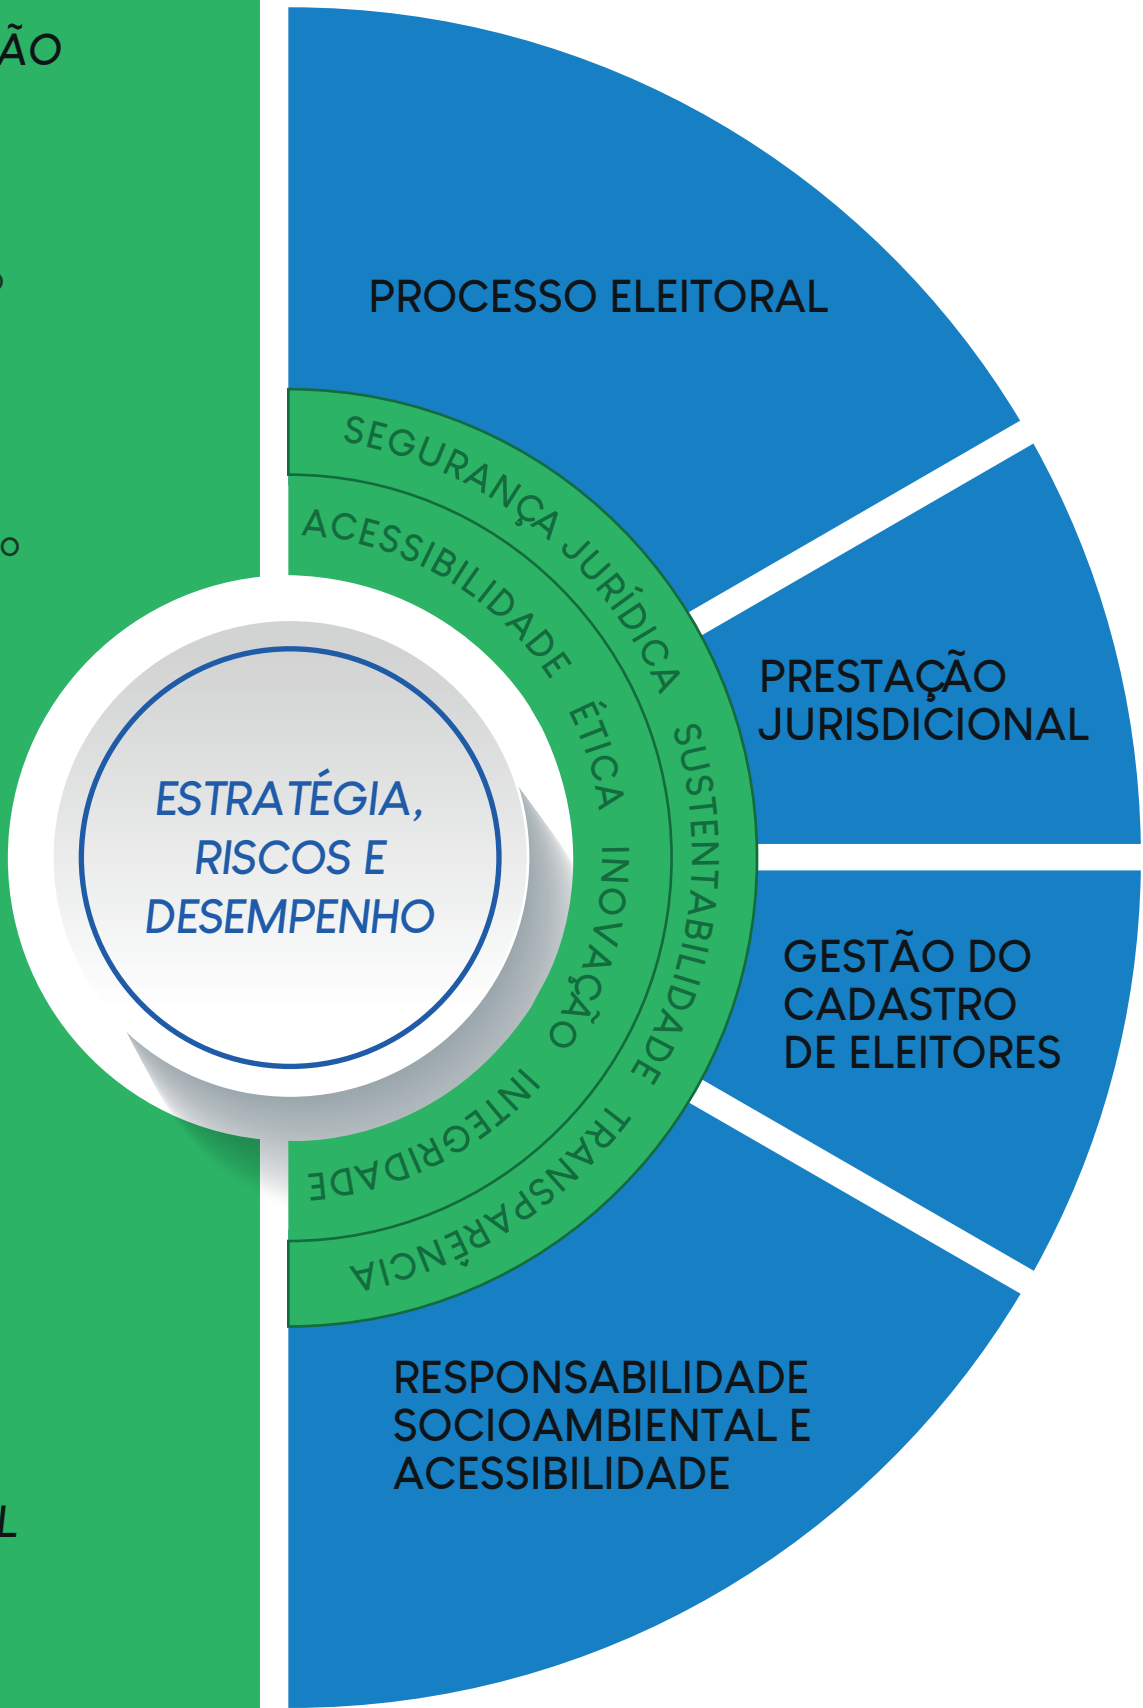 PROCESSO ELEITORAL
SEGURANÇA JURÍDICA SUSTENTABILIDADE TRANSPARÊNCIA
ACESSIBILIDADE ÉTICA INOVAÇÃO INTEGRIDADE
PRESTAÇÃO
JURISDICIONAL
ESTRATÉGIA,
RISCOS E
DESEMPENHO
GESTÃO DO
CADASTRO
DE ELEITORES
RESPONSABILIDADE
SOCIOAMBIENTAL E
ACESSIBILIDADE